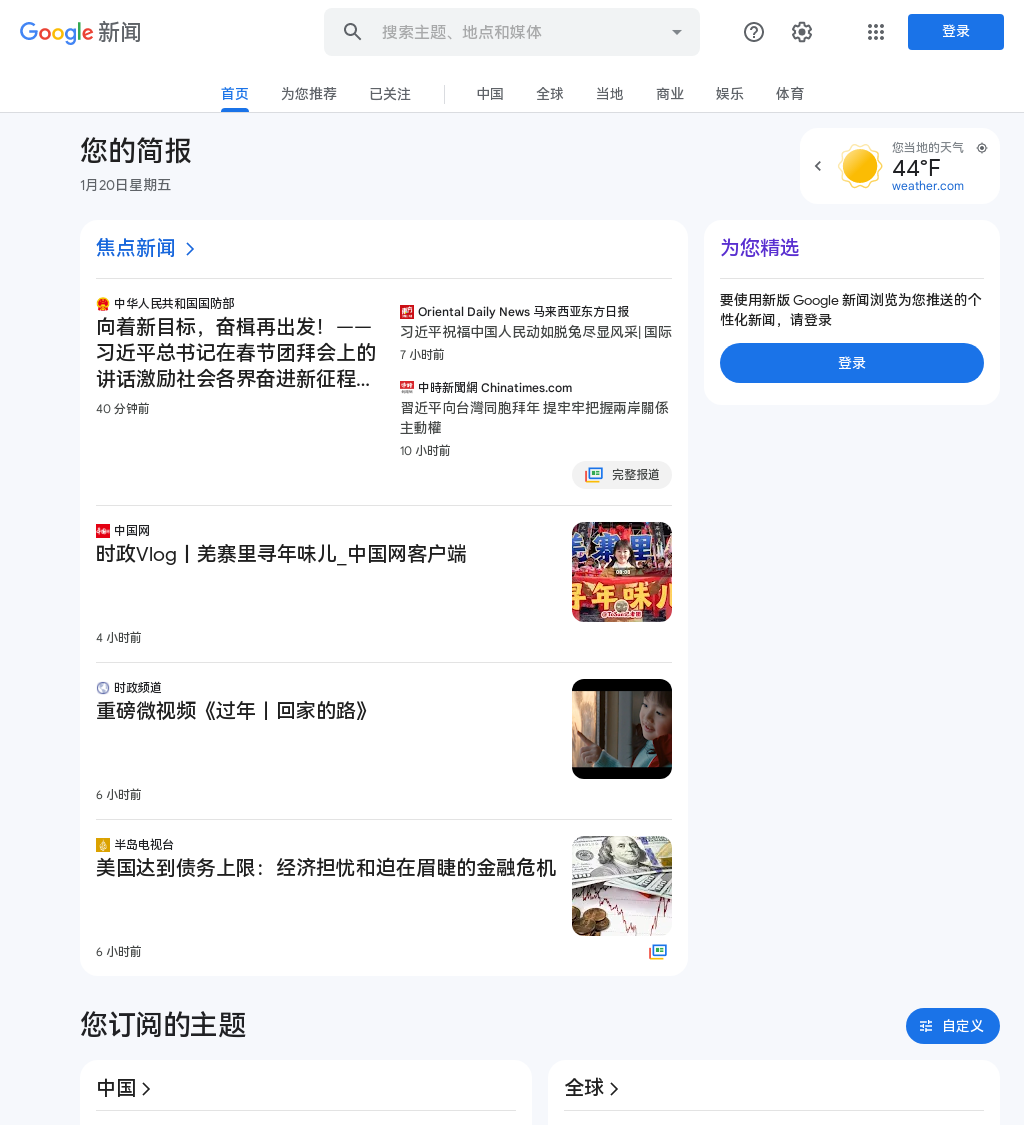 Google 新闻
搜索主题、地点和媒体
登录
首页
为您推荐
已关注
中国
全球
当地
商业
娱乐
体育
您的简报
1月20日星期五
您当地的天气
44°F
weather.com
焦点新闻
中华人民共和国国防部
向着新目标，奋楫再出发！——
习近平总书记在春节团拜会上的
讲话激励社会各界奋进新征程...
40 分钟前
Oriental Daily News 马来西亚东方日报
习近平祝福中国人民动如脱兔尽显风采| 国际
7 小时前
中時新聞網 Chinatimes.com
習近平向台灣同胞拜年 提牢牢把握兩岸關係
主動權
10 小时前
完整报道
中国网
时政Vlog丨羌寨里寻年味儿_中国网客户端
4 小时前
羌寨里
08:08
寻年味儿
时政频道
重磅微视频《过年丨回家的路》
6 小时前
半岛电视台
美国达到债务上限：经济担忧和迫在眉睫的金融危机
6 小时前
为您精选
要使用新版 Google 新闻浏览为您推送的个
性化新闻，请登录
登录
您订阅的主题
自定义
中国
全球